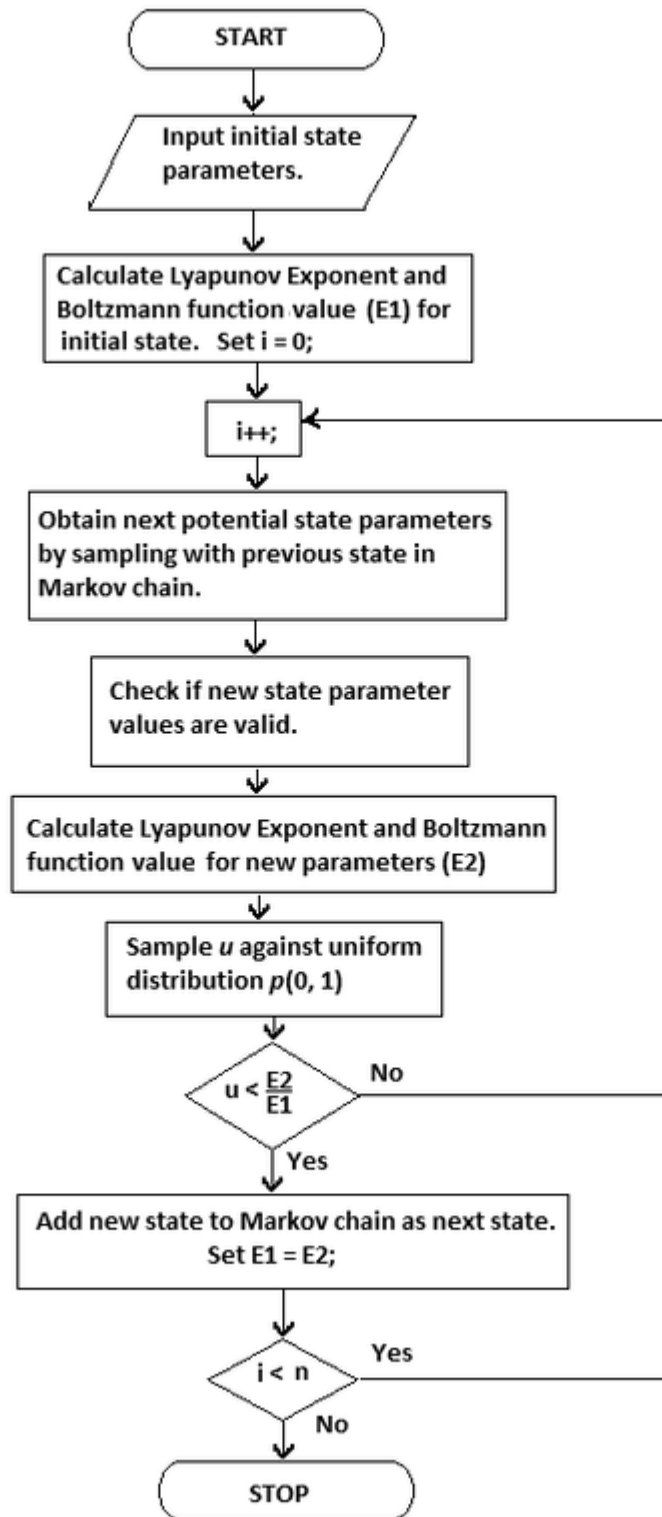 START
Input initial state
parameters.
Calculate Lyapunov Exponent and
Boltzmann function value (E1) for
initial state. Set i = 0;
i++;
Obtain next potential state parameters
by sampling with previous state in
Markov chain.
Check if new state parameter
values are valid.
Calculate Lyapunov Exponent and Boltzmann
function value for new parameters (E2)
Sample u against uniform
distribution p(0, 1)
u < E2/E1
No
Yes
Add new state to Markov chain as next state.
Set E1 = E2;
i < n
Yes
No
STOP